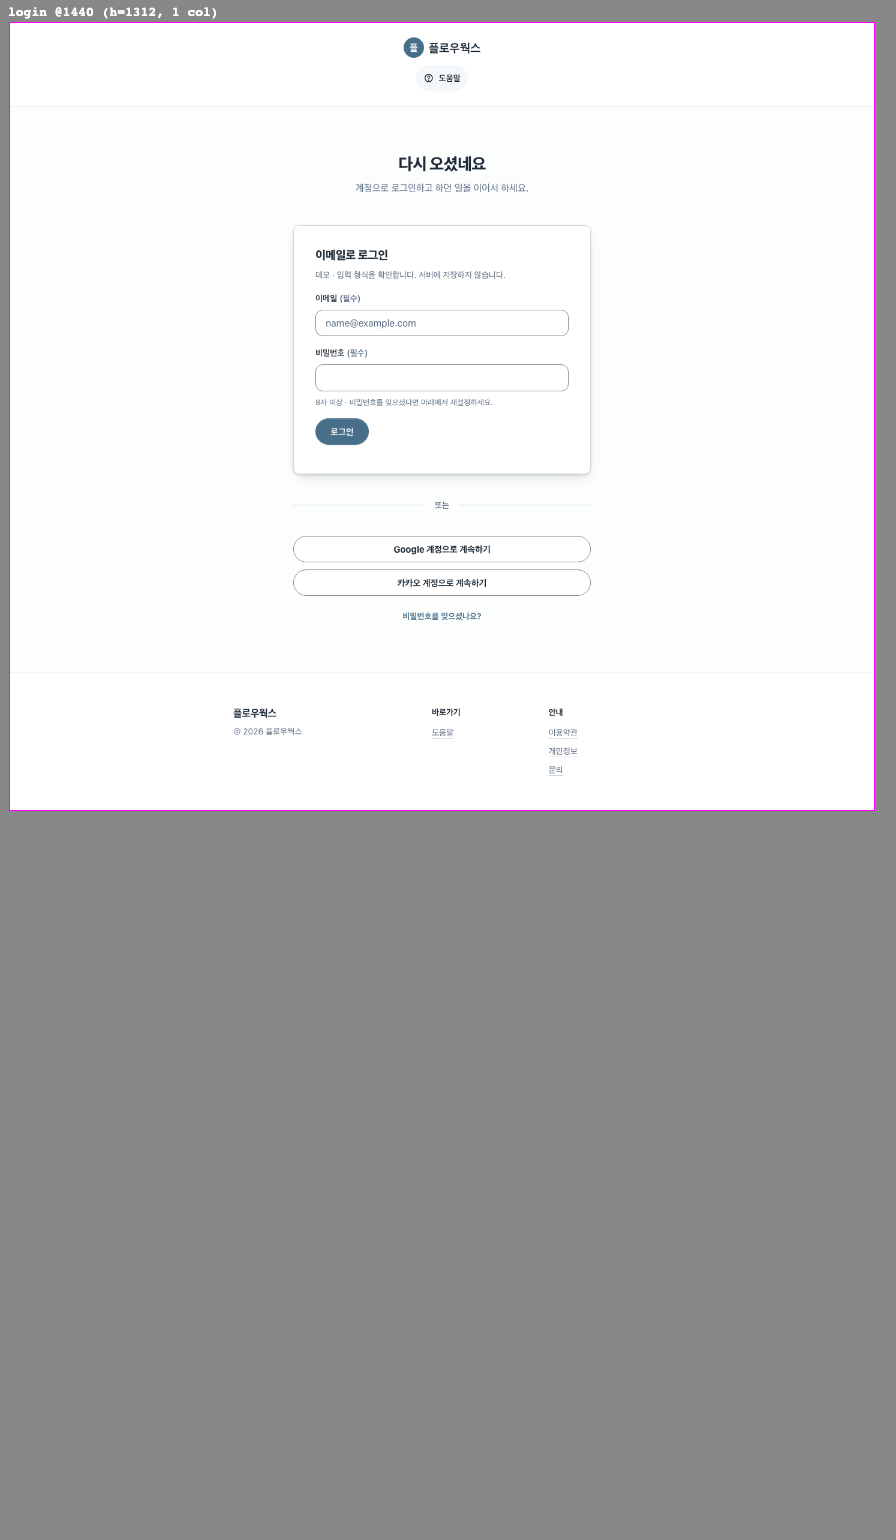 login @1440 (h=1312, 1 col)
플 플로우웍스
도움말
다시 오셨네요
계정으로 로그인하고 하던 일을 이어서 하세요.
이메일로 로그인
데모 · 입력 형식을 확인합니다. 서버에 저장하지 않습니다.
이메일 (필수)
name@example.com
비밀번호 (필수)
8자 이상 · 비밀번호를 잊으셨다면 아래에서 재설정하세요.
로그인
또는
Google 계정으로 계속하기
카카오 계정으로 계속하기
비밀번호를 잊으셨나요?
플로우웍스
© 2026 플로우웍스
바로가기
도움말
안내
이용약관
개인정보
문의